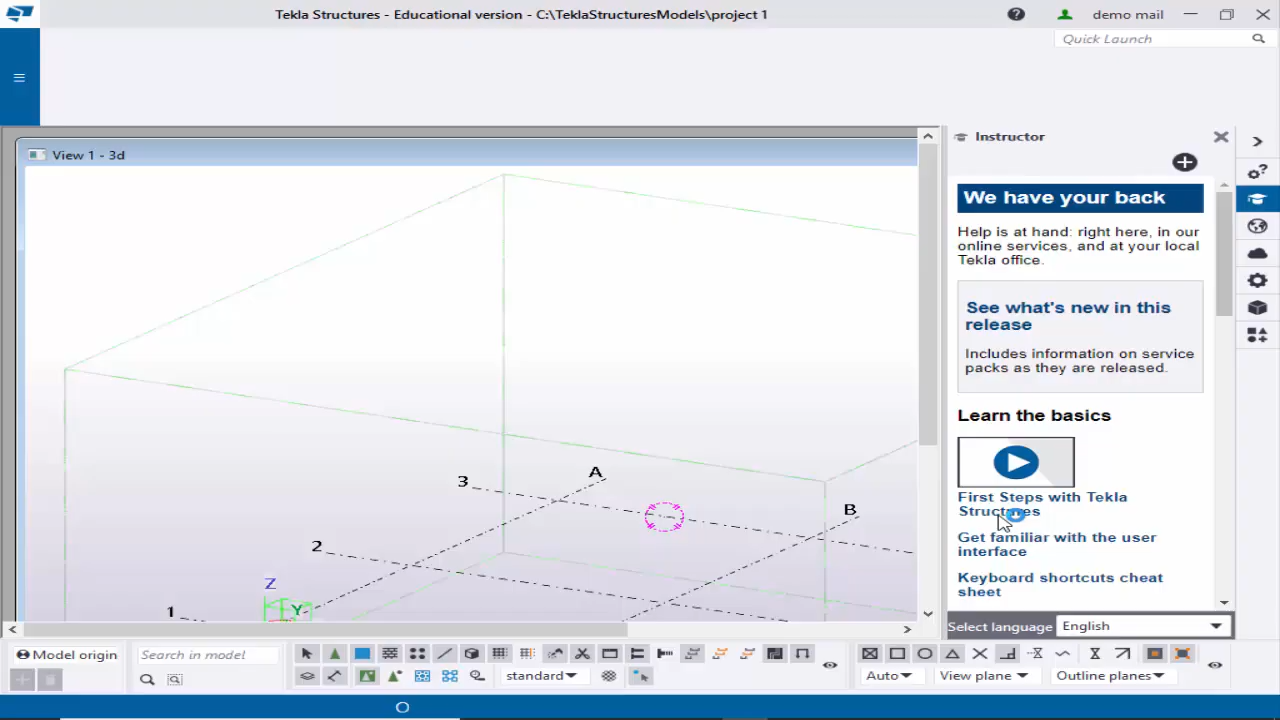 Tekla Structures - Educational version - C:\TeklaStructuresModels\project 1
demo mail
Quick Launch
View 1 - 3d
3
A
B
2
Z
Y
1
Instructor
We have your back
Help is at hand: right here, in our
online services, and at your local
Tekla office.
See what's new in this
release
Includes information on service
packs as they are released.
Learn the basics
First Steps with Tekla
Structures
Get familiar with the user
interface
Keyboard shortcuts cheat
sheet
Select language
English
Model origin
Search in model
standard
Auto
View plane
Outline planes